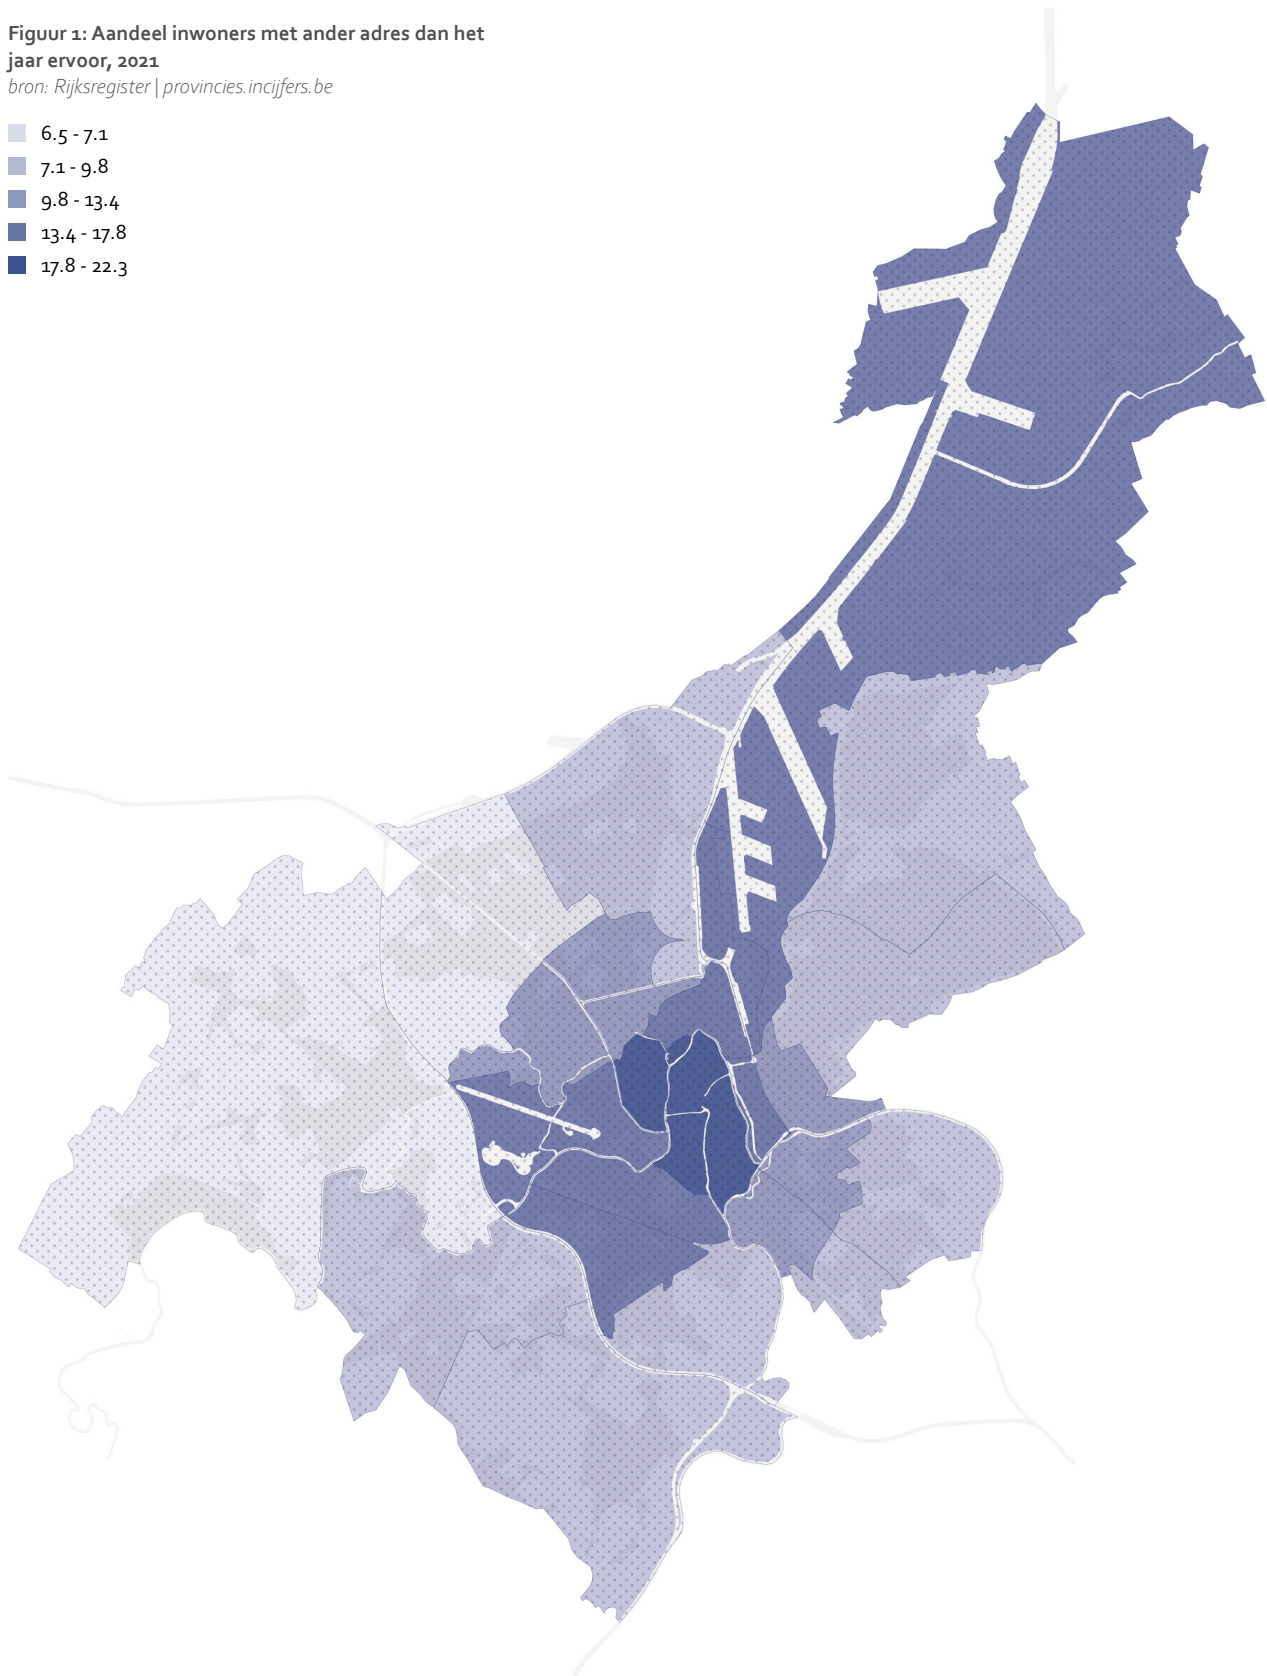 Figuur 1: Aandeel inwoners met ander adres dan het
jaar ervoor, 2021
bron: Rijksregister | provincies.incijfers.be
6.5 - 7.1
7.1 - 9.8
9.8 - 13.4
13.4 - 17.8
17.8 - 22.3